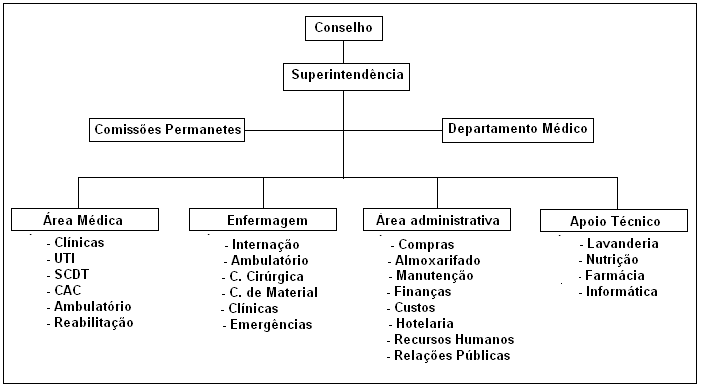 Conselho
Superintendência
Comissões Permanetes
Departamento Médico
Área Médica
- Clínicas
- UTI
- SCDT
- CAC
- Ambulatório
- Reabilitação
Enfermagem
- Internação
- Ambulatório
- C. Cirúrgica
- C. de Material
- Clínicas
- Emergências
Área administrativa
- Compras
- Almoxarifado
- Manutenção
- Finanças
- Custos
- Hotelaria
- Recursos Humanos
- Relações Públicas
Apoio Técnico
- Lavanderia
- Nutrição
- Farmácia
- Informática